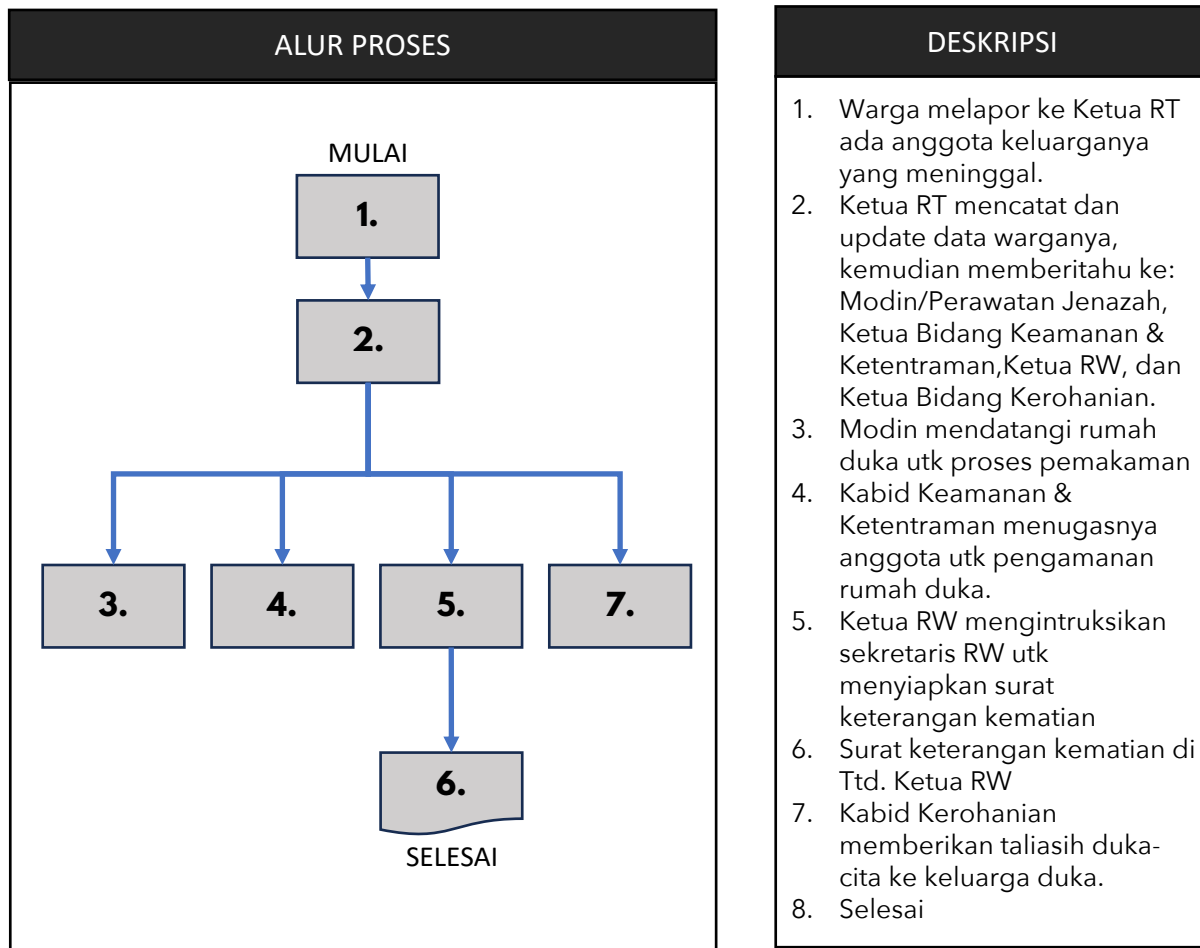 ALUR PROSES
MULAI
1.
2.
3.
4.
5.
7.
6.
SELESAI
DESKRIPSI
1. Warga melapor ke Ketua RT
ada anggota keluarganya
yang meninggal.
2. Ketua RT mencatat dan
update data warganya,
kemudian memberitahu ke:
Modin/Perawatan Jenazah,
Ketua Bidang Keamanan &
Ketentraman,Ketua RW, dan
Ketua Bidang Kerohanian.
3. Modin mendatangi rumah
duka utk proses pemakaman
4. Kabid Keamanan &
Ketentraman menugasnya
anggota utk pengamanan
rumah duka.
5. Ketua RW mengintruksikan
sekretaris RW utk
menyiapkan surat
keterangan kematian
6. Surat keterangan kematian di
Ttd. Ketua RW
7. Kabid Kerohanian
memberikan taliasih duka-
cita ke keluarga duka.
8. Selesai